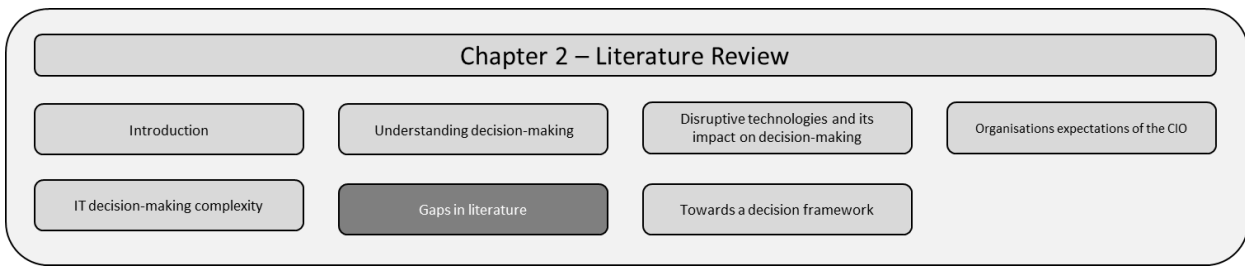 Chapter 2 – Literature Review
Introduction
Understanding decision-making
Disruptive technologies and its
impact on decision-making
Organisations expectations of the CIO
IT decision-making complexity
Gaps in literature
Towards a decision framework